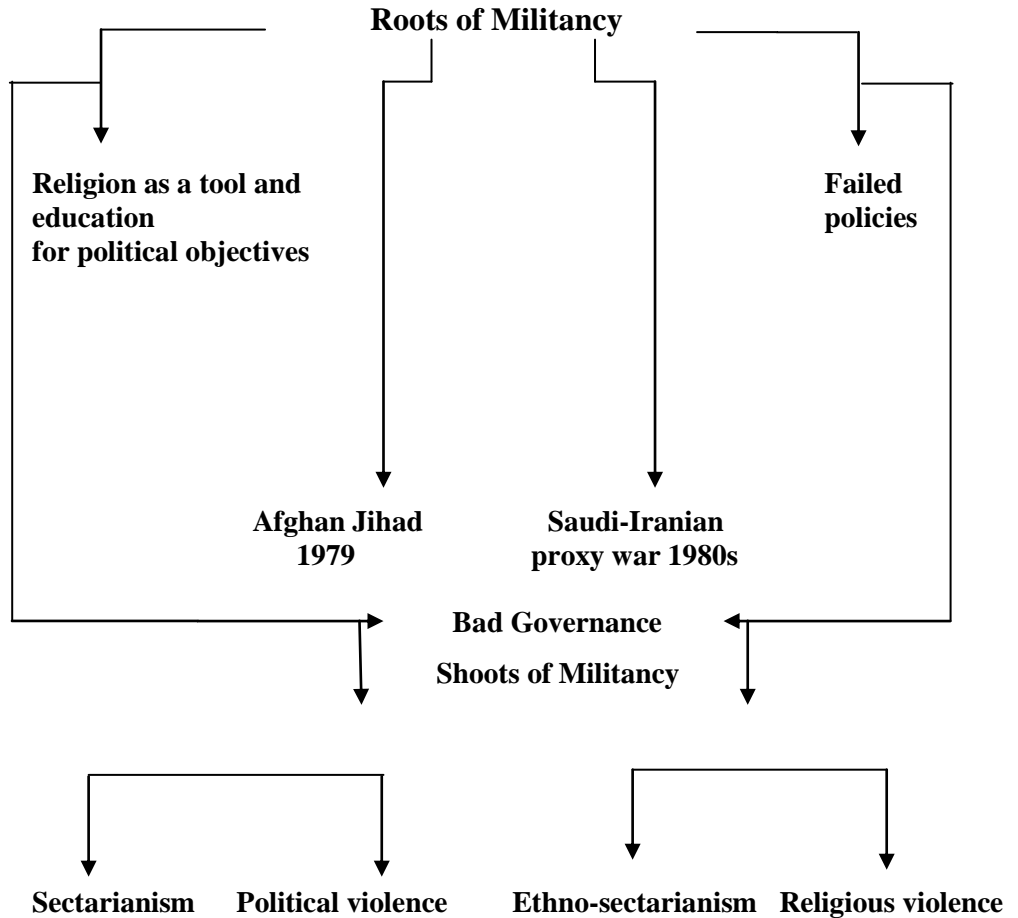 Roots of Militancy
Religion as a tool and
education
for political objectives
Failed
policies
Afghan Jihad
1979
Saudi-Iranian
proxy war 1980s
Bad Governance
Shoots of Militancy
Sectarianism
Political violence
Ethno-sectarianism
Religious violence